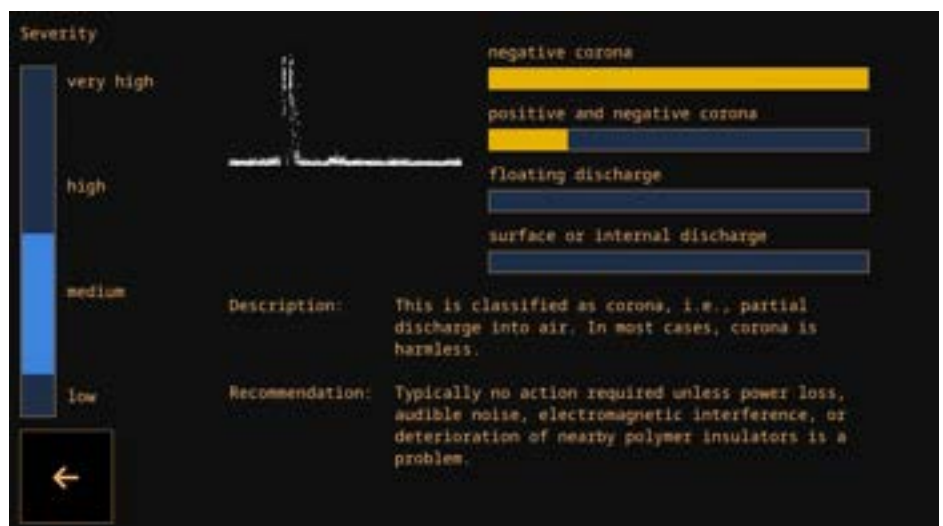 Severity
very high
high
medium
low
negative corona
positive and negative corona
floating discharge
surface or internal discharge
Description:
This is classified as corona, i.e., partial
discharge into air. In most cases, corona is
harmless.
Recommendation:
Typically no action required unless power loss,
audible noise, electromagnetic interference, or
deterioration of nearby polymer insulators is a
problem.